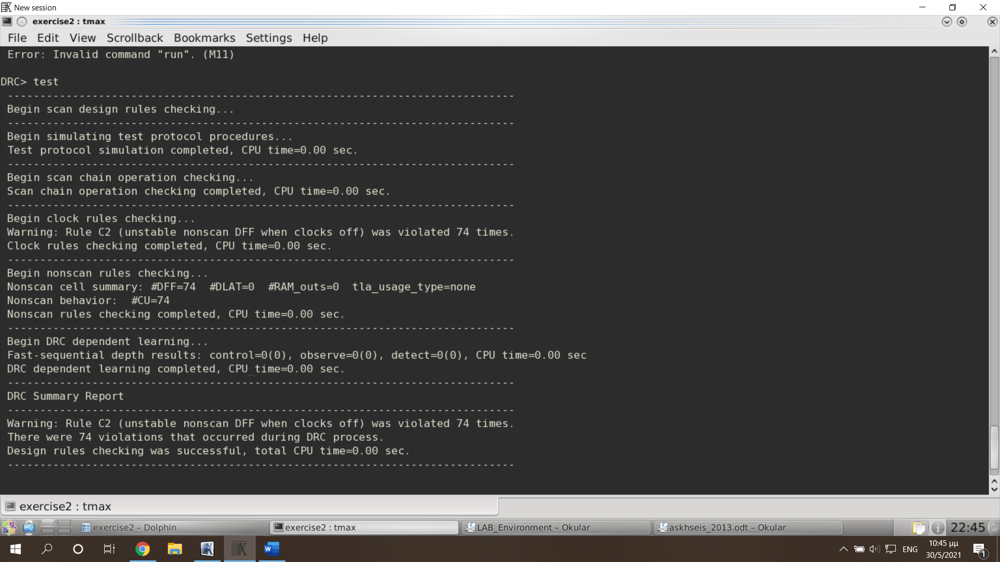 New session
exercise2 : tmax
File Edit View Scrollback Bookmarks Settings Help
Error: Invalid command "run". (M11)
DRC> test
------------------------------------------------------------------------------
Begin scan design rules checking...
------------------------------------------------------------------------------
Begin simulating test protocol procedures...
Test protocol simulation completed, CPU time=0.00 sec.
------------------------------------------------------------------------------
Begin scan chain operation checking...
Scan chain operation checking completed, CPU time=0.00 sec.
------------------------------------------------------------------------------
Begin clock rules checking...
Warning: Rule C2 (unstable nonscan DFF when clocks off) was violated 74 times.
Clock rules checking completed, CPU time=0.00 sec.
------------------------------------------------------------------------------
Begin nonscan rules checking...
Nonscan cell summary: #DFF=74  #DLAT=0  #RAM_outs=0  tla_usage_type=none
Nonscan behavior:  #CU=74
Nonscan rules checking completed, CPU time=0.00 sec.
------------------------------------------------------------------------------
Begin DRC dependent learning...
Fast-sequential depth results: control=0(0), observe=0(0), detect=0(0), CPU time=0.00 sec
DRC dependent learning completed, CPU time=0.00 sec.
------------------------------------------------------------------------------
DRC Summary Report
------------------------------------------------------------------------------
Warning: Rule C2 (unstable nonscan DFF when clocks off) was violated 74 times.
There were 74 violations that occurred during DRC process.
Design rules checking was successful, total CPU time=0.00 sec.
------------------------------------------------------------------------------
exercise2 : tmax
exercise2 – Dolphin
exercise2 : tmax
LAB_Environment – Okular
askhseis_2013.odt – Okular
22:45
ENG
10:45 μμ
30/5/2021
1